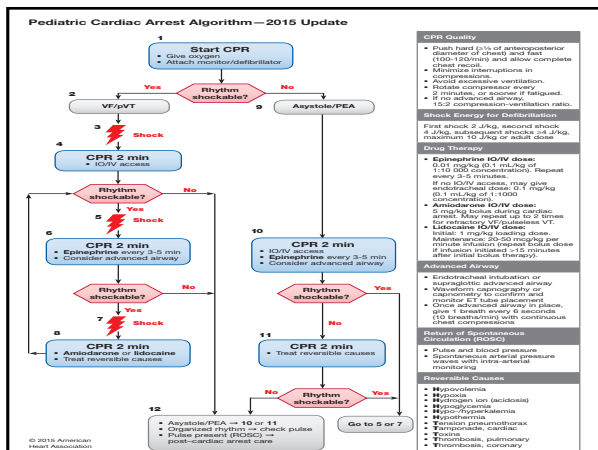 Pediatric Cardiac Arrest Algorithm—2015 Update
1
Start CPR
• Give oxygen
• Attach monitor/defibrillator
Yes
Rhythm
shockable?
No
2
VF/pVT
9
Asystole/PEA
3
Shock
4
CPR 2 min
• IO/IV access
Rhythm
shockable?
No
Yes
5
Shock
6
CPR 2 min
• Epinephrine every 3-5 min
• Consider advanced airway
Rhythm
shockable?
No
Yes
7
Shock
8
CPR 2 min
• Amiodarone or lidocaine
• Treat reversible causes
10
CPR 2 min
• IO/IV access
• Epinephrine every 3-5 min
• Consider advanced airway
Rhythm
shockable?
Yes
No
11
CPR 2 min
• Treat reversible causes
No
Rhythm
shockable?
Yes
12
• Asystole/PEA → 10 or 11
• Organized rhythm → check pulse
• Pulse present (ROSC) →
post–cardiac arrest care
Go to 5 or 7
© 2015 American
Heart Association
CPR Quality
• Push hard (≥⅓ of anteroposterior
diameter of chest) and fast
(100-120/min) and allow complete
chest recoil.
• Minimize interruptions in
compressions.
• Avoid excessive ventilation.
• Rotate compressor every
2 minutes, or sooner if fatigued.
• If no advanced airway,
15:2 compression-ventilation ratio.
Shock Energy for Defibrillation
First shock 2 J/kg, second shock
4 J/kg, subsequent shocks ≥4 J/kg,
maximum 10 J/kg or adult dose
Drug Therapy
• Epinephrine IO/IV dose:
0.01 mg/kg (0.1 mL/kg of
1:10 000 concentration). Repeat
every 3-5 minutes.
If no IO/IV access, may give
endotracheal dose: 0.1 mg/kg
(0.1 mL/kg of 1:1000
concentration).
• Amiodarone IO/IV dose:
5 mg/kg bolus during cardiac
arrest. May repeat up to 2 times
for refractory VF/pulseless VT.
• Lidocaine IO/IV dose:
Initial: 1 mg/kg loading dose.
Maintenance: 20-50 mcg/kg per
minute infusion (repeat bolus dose
if infusion initiated >15 minutes
after initial bolus therapy).
Advanced Airway
• Endotracheal intubation or
supraglottic advanced airway
• Waveform capnography or
capnometry to confirm and
monitor ET tube placement
• Once advanced airway in place,
give 1 breath every 6 seconds
(10 breaths/min) with continuous
chest compressions
Return of Spontaneous
Circulation (ROSC)
• Pulse and blood pressure
• Spontaneous arterial pressure
waves with intra-arterial
monitoring
Reversible Causes
• Hypovolemia
• Hypoxia
• Hydrogen ion (acidosis)
• Hypoglycemia
• Hypo-/hyperkalemia
• Hypothermia
• Tension pneumothorax
• Tamponade, cardiac
• Toxins
• Thrombosis, pulmonary
• Thrombosis, coronary